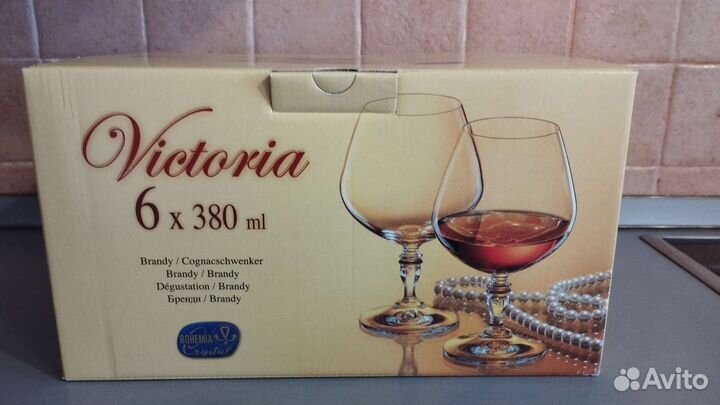 Victoria
6 x 380 ml
Brandy / Cognacschwenker
Brandy / Brandy
Dégustation / Brandy
Бренди / Brandy
BOHEMIA
Crystal
Avito